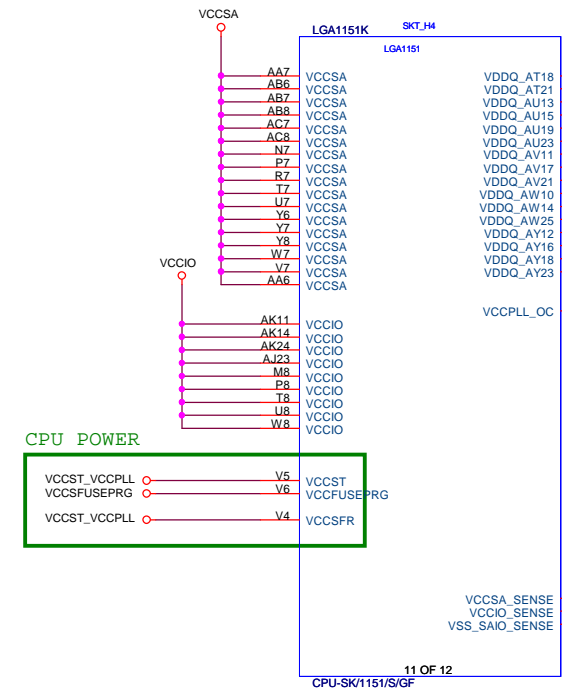 VCCSA
LGA1151K SKT_H4
LGA1151
AA7 VCCSA VDDQ_AT18
AB6 VCCSA VDDQ_AT21
AB7 VCCSA VDDQ_AU13
AB8 VCCSA VDDQ_AU15
AC7 VCCSA VDDQ_AU19
AC8 VCCSA VDDQ_AU23
N7 VCCSA VDDQ_AV11
P7 VCCSA VDDQ_AV17
R7 VCCSA VDDQ_AV21
T7 VCCSA VDDQ_AW10
U7 VCCSA VDDQ_AW14
Y6 VCCSA VDDQ_AW25
Y7 VCCSA VDDQ_AY12
Y8 VCCSA VDDQ_AY16
W7 VCCSA VDDQ_AY18
V7 VCCSA VDDQ_AY23
AA6 VCCSA
VCCIO
VCCPLL_OC
AK11 VCCIO
AK14 VCCIO
AK24 VCCIO
AJ23 VCCIO
M8 VCCIO
P8 VCCIO
T8 VCCIO
U8 VCCIO
W8 VCCIO
CPU POWER
VCCST_VCCPLL V5 VCCST
VCCSFUSEPRG V6 VCCFUSEPRG
VCCST_VCCPLL V4 VCCSFR
VCCSA_SENSE
VCCIO_SENSE
VSS_SAIO_SENSE
11 OF 12
CPU-SK/1151/S/GF